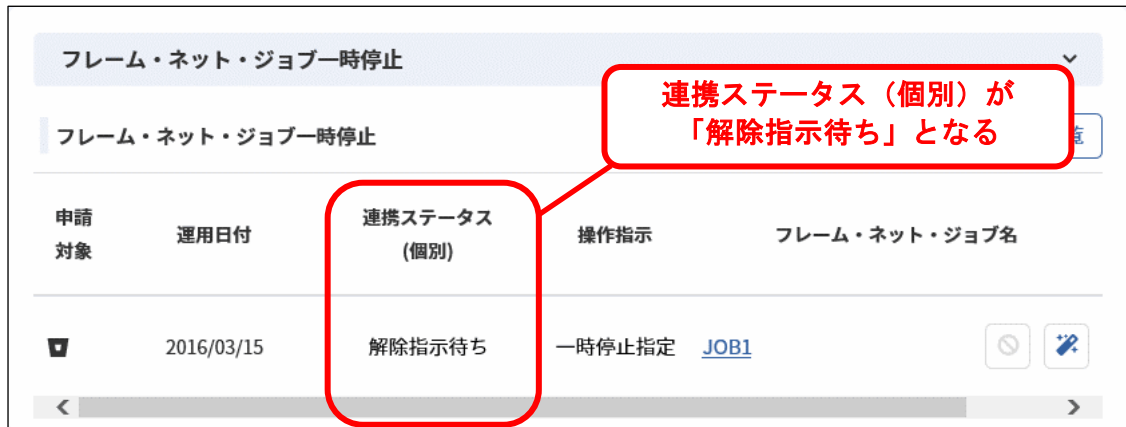 フレーム・ネット・ジョブ一時停止
連携ステータス（個別）が
「解除指示待ち」となる
フレーム・ネット・ジョブ一時停止
申請
対象
運用日付
連携ステータス
(個別)
操作指示
フレーム・ネット・ジョブ名
2016/03/15
解除指示待ち
一時停止指定
JOB1